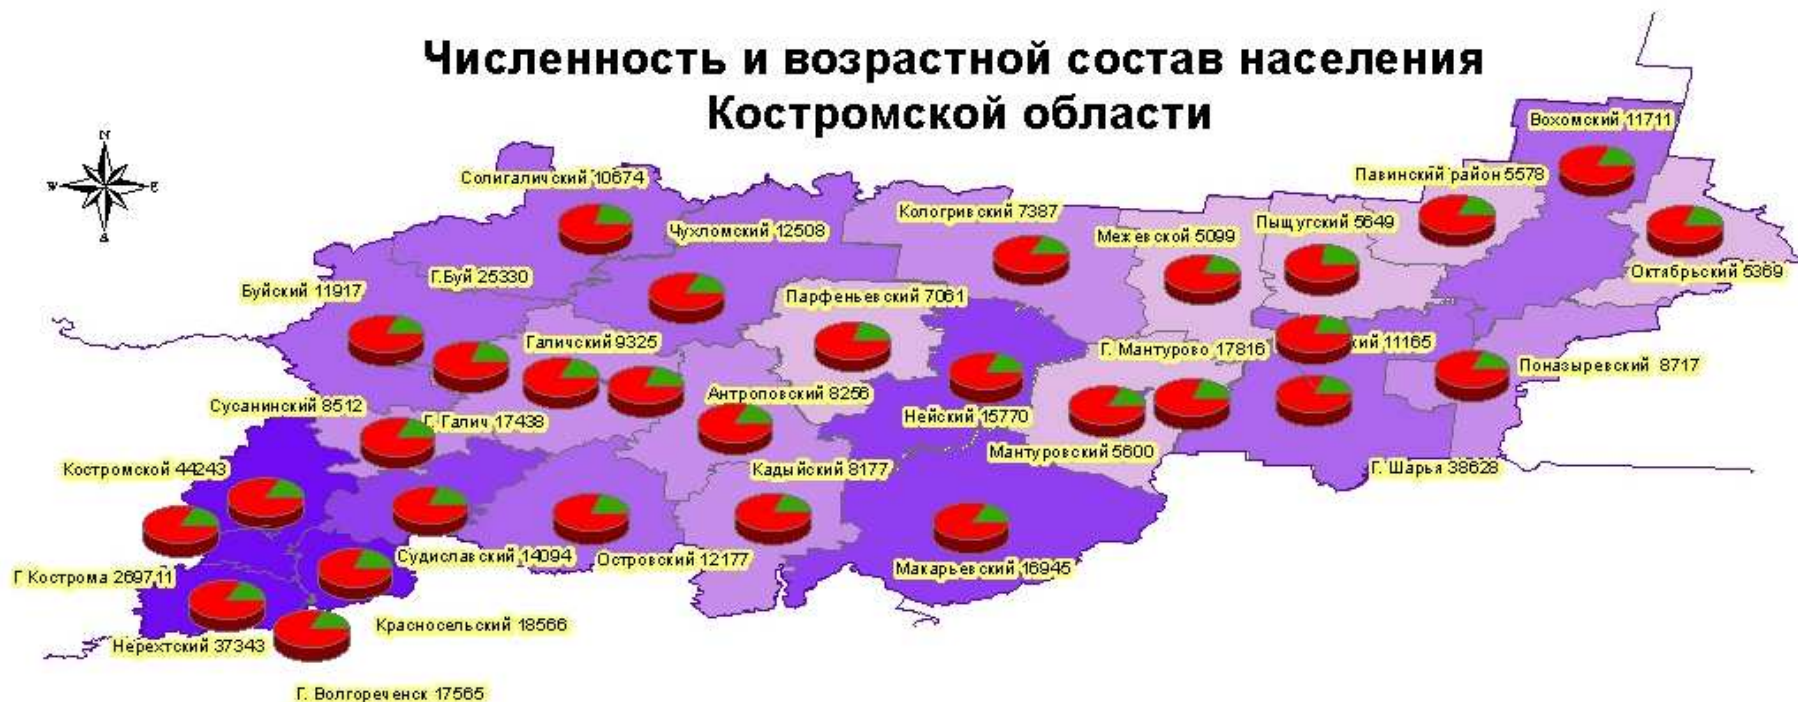 Численность и возрастной состав населения
Костромской области
N
W
E
S
Вохомский 11711
Павинский район 5578
Солигаличский 10674
Кологривский 7387
Пыщугский 5649
Чухломский 12508
Межевской 5099
Октябрьский 5369
Г.Буй 25330
Буйский 11917
Парфеньевский 7061
Галичский 9325
Г. Мантурово 17816
кий 11165
Поназыревский 8717
Антроповский 8256
Сусанинский 8512
Г. Галич 17438
Нейский 15770
Мантуровский 5600
Костромской 44243
Кадыйский 8177
Г. Шарья 38628
Судиславский 14094
Островский 12177
Макарьевский 16945
Г Кострома 269711
Красносельский 18566
Нерехтский 37343
Г. Волгореченск 17565